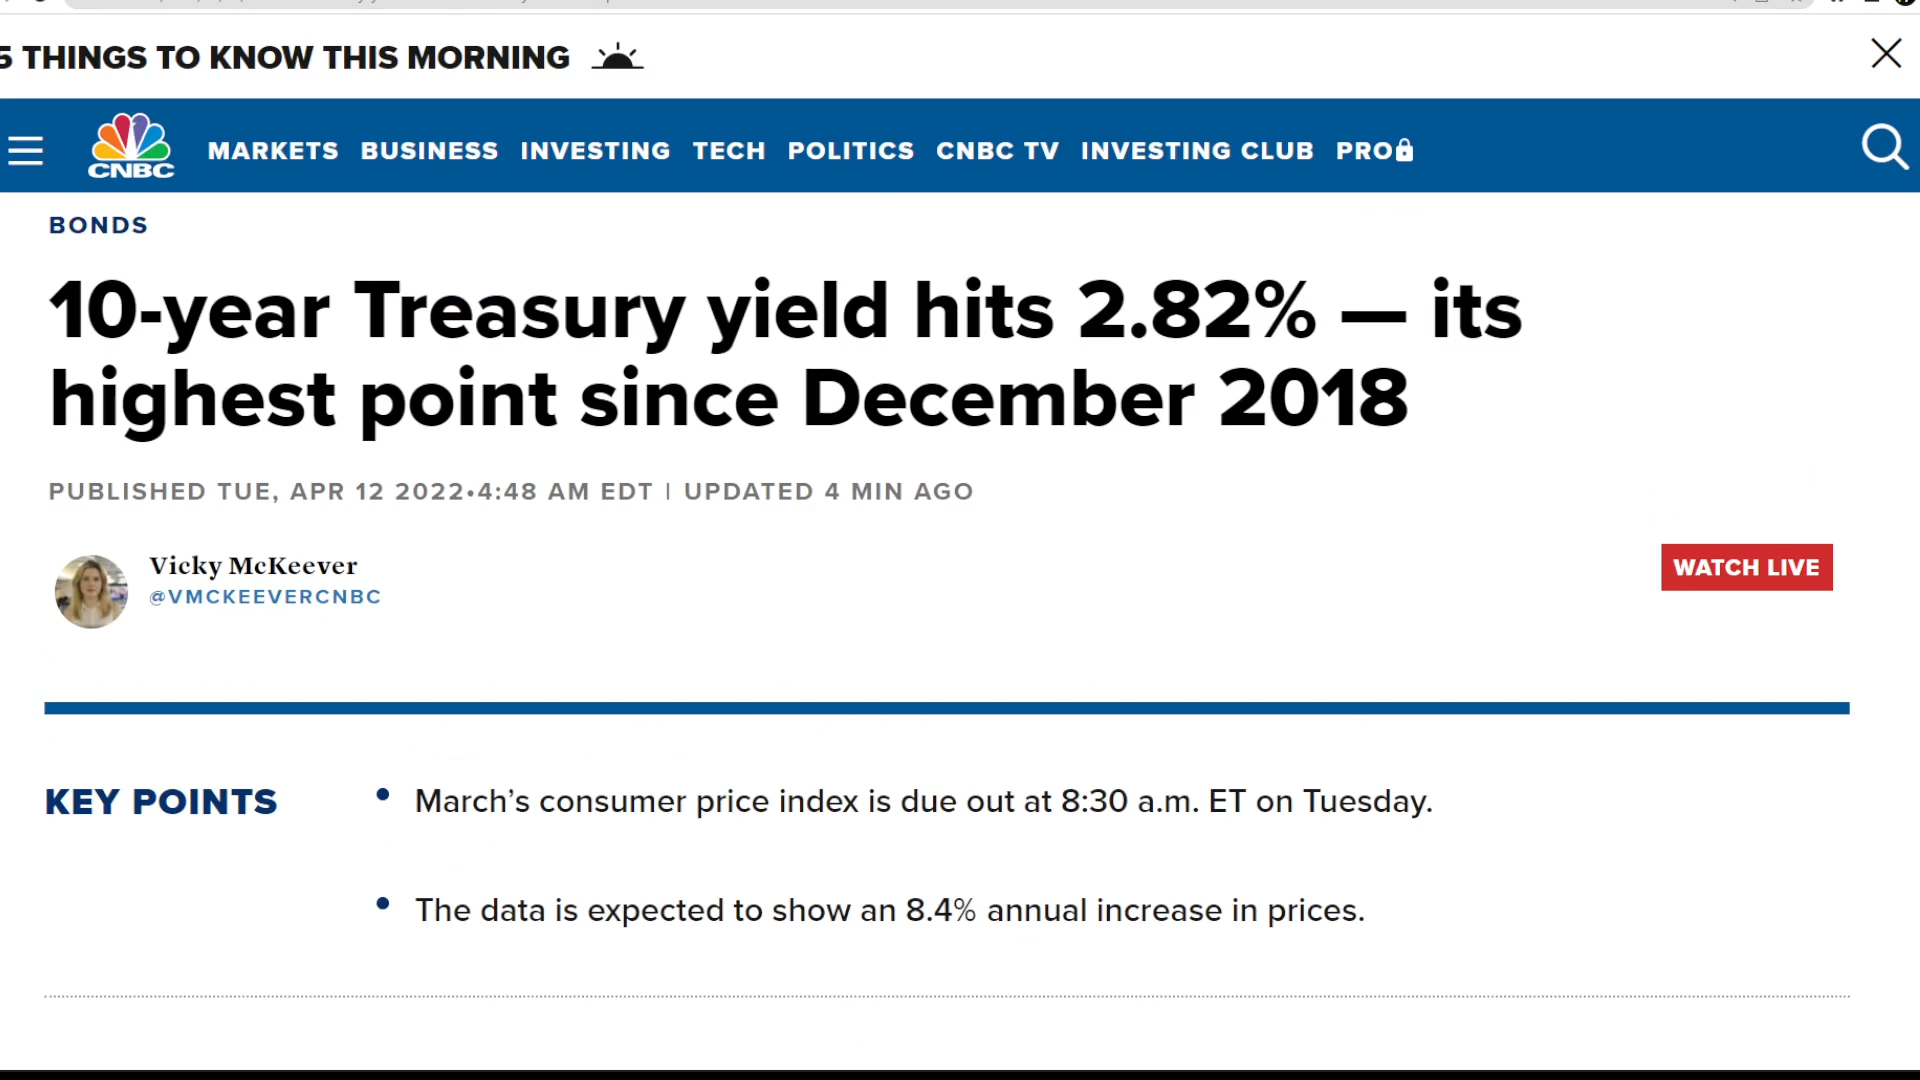 5 THINGS TO KNOW THIS MORNING
CNBC
MARKETS BUSINESS INVESTING TECH POLITICS CNBC TV INVESTING CLUB PRO
BONDS
10-year Treasury yield hits 2.82% — its
highest point since December 2018
PUBLISHED TUE, APR 12 2022•4:48 AM EDT | UPDATED 4 MIN AGO
Vicky McKeever
@VMCKEEVERCNBC
WATCH LIVE
KEY POINTS
• March’s consumer price index is due out at 8:30 a.m. ET on Tuesday.
• The data is expected to show an 8.4% annual increase in prices.